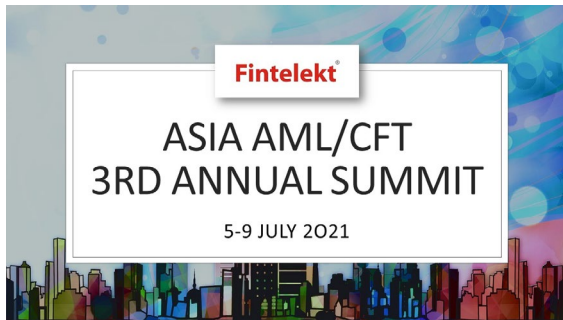 Fintelekt®
ASIA AML/CFT
3RD ANNUAL SUMMIT
5-9 JULY 2021